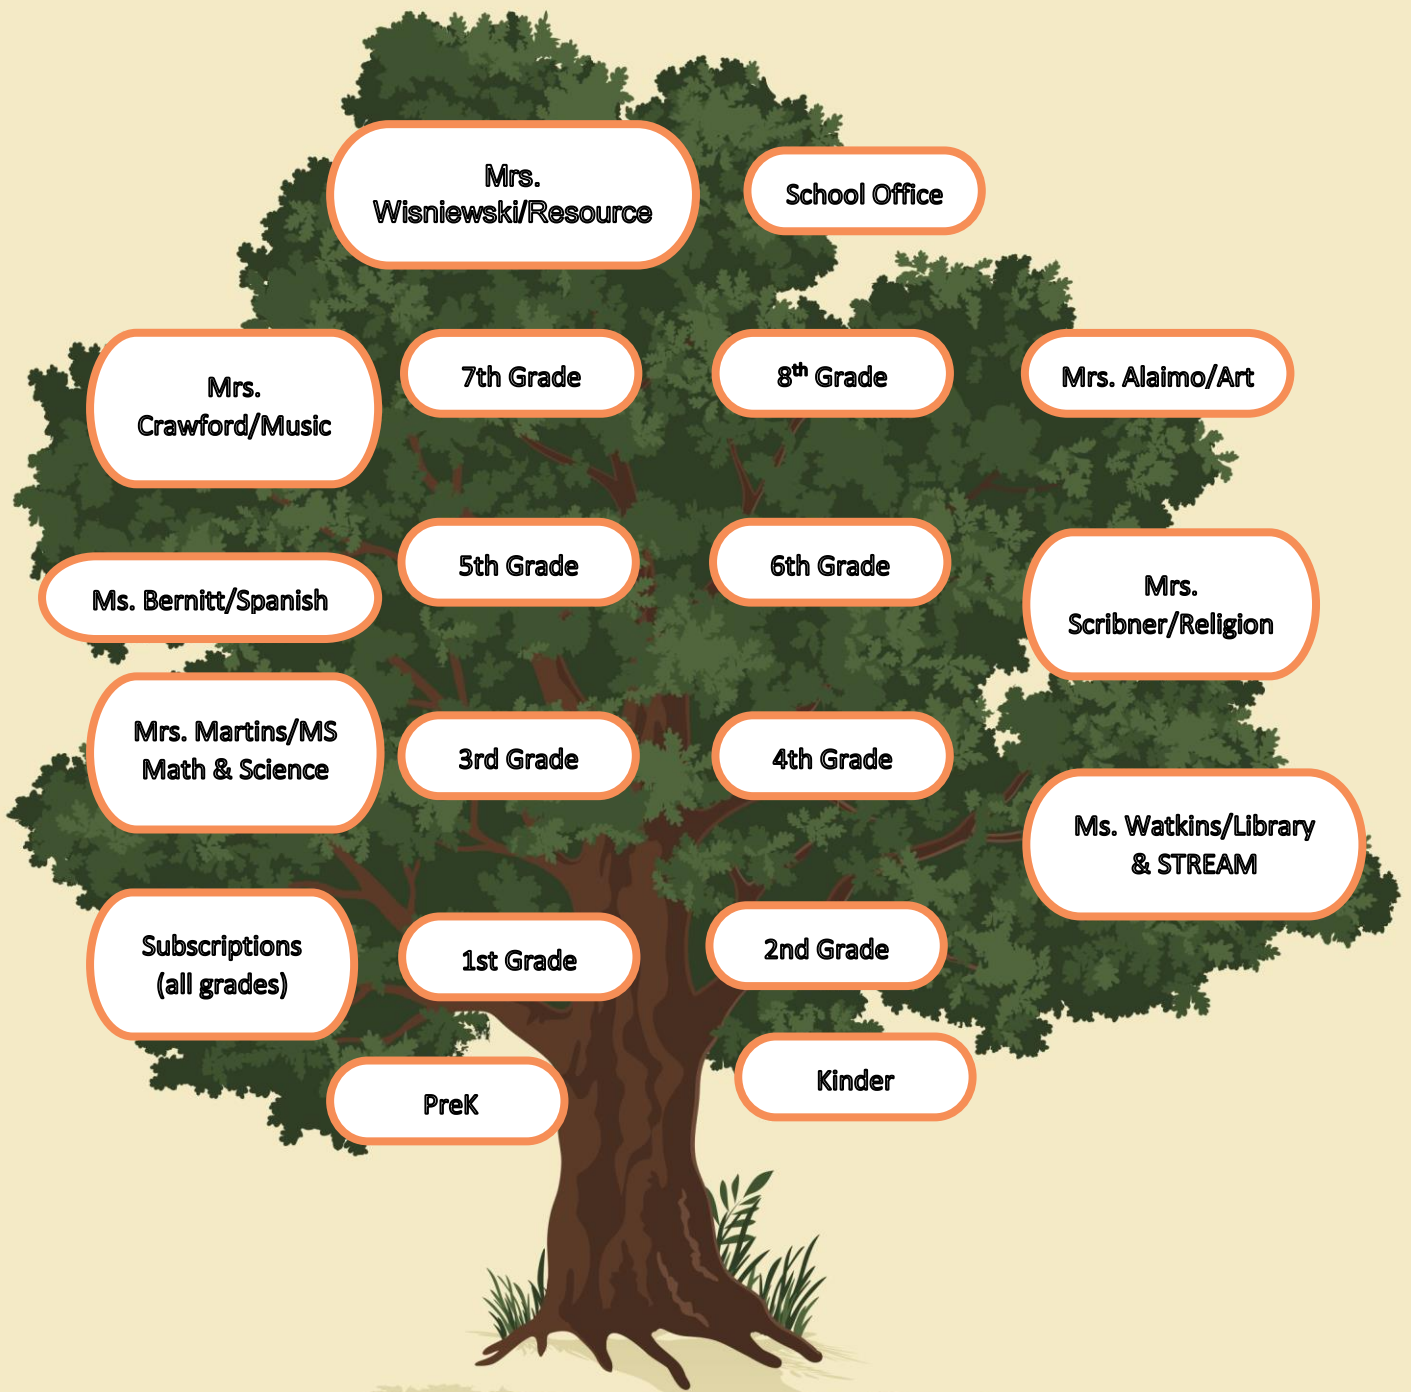 Mrs.
Wisniewski/Resource
School Office
Mrs.
Crawford/Music
7th Grade
8th Grade
Mrs. Alaimo/Art
5th Grade
6th Grade
Ms. Bernitt/Spanish
Mrs.
Scribner/Religion
Mrs. Martins/MS
Math & Science
3rd Grade
4th Grade
Ms. Watkins/Library
& STREAM
Subscriptions
(all grades)
1st Grade
2nd Grade
PreK
Kinder